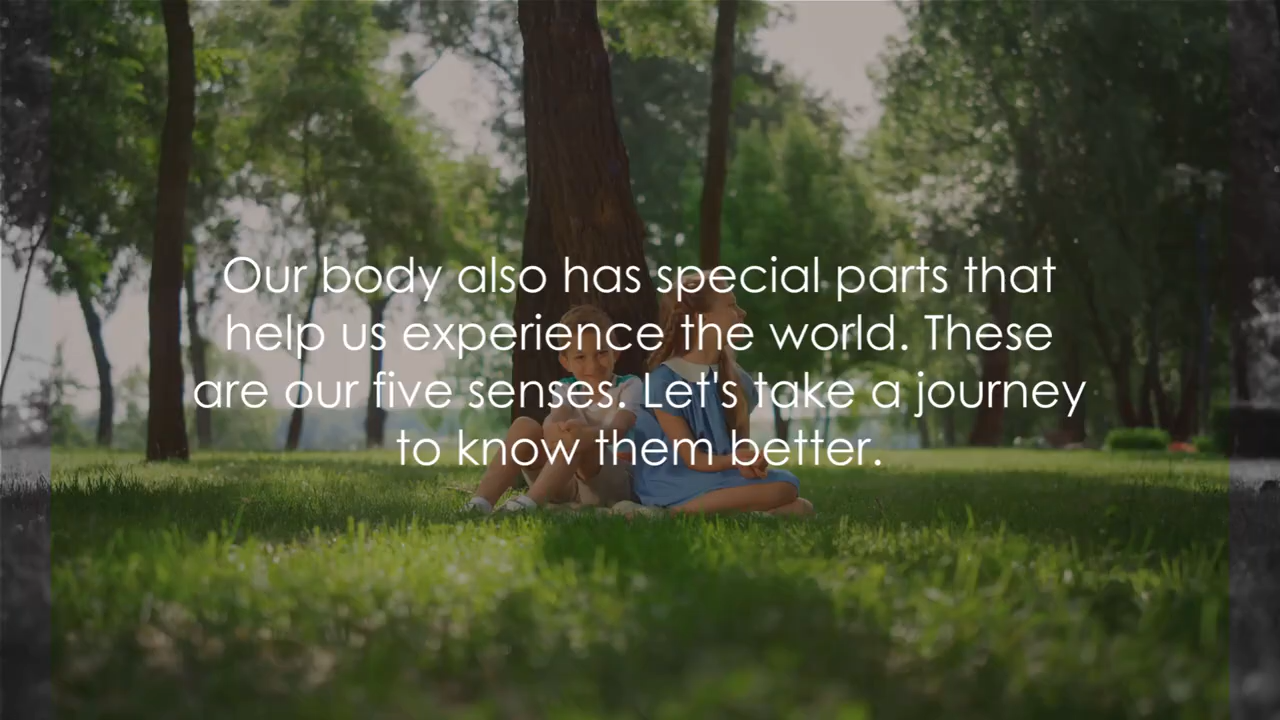 Our body also has special parts that
help us experience the world. These
are our five senses. Let's take a journey
to know them better.